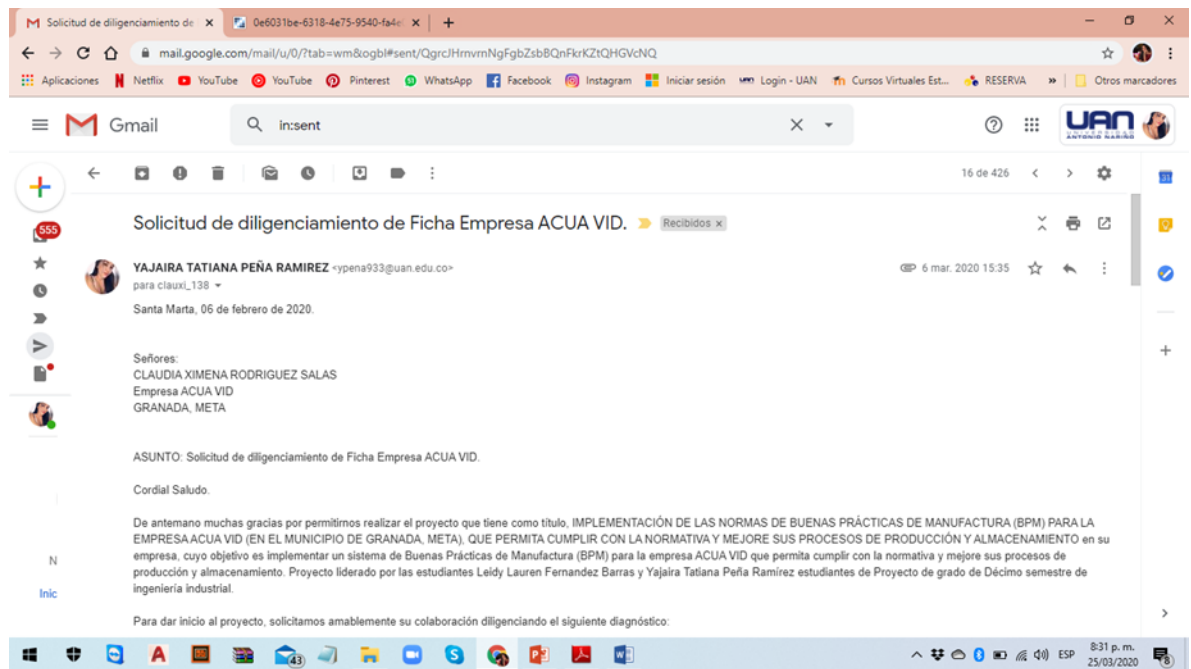 Solicitud de diligenciamiento de
0e6031be-6318-4e75-9540-fa4e
mail.google.com/mail/u/0/?tab=wm&ogbl#sent/QgrcJHrnvrnNgFgbZsbBQnFkrKZtQHGVcNQ
Aplicaciones Netflix YouTube YouTube Pinterest WhatsApp Facebook Instagram Iniciar sesión Login - UAN Cursos Virtuales Est... RESERVA » Otros marcadores
Gmail in:sent UAN
UNIVERSIDAD
ANTONIO NARIÑO
16 de 426
555
Solicitud de diligenciamiento de Ficha Empresa ACUA VID. Recibidos x
YAJAIRA TATIANA PEÑA RAMIREZ <ypena933@uan.edu.co> 6 mar. 2020 15:35
para clauxi_138
Santa Marta, 06 de febrero de 2020.
Señores:
CLAUDIA XIMENA RODRIGUEZ SALAS
Empresa ACUA VID
GRANADA, META
ASUNTO: Solicitud de diligenciamiento de Ficha Empresa ACUA VID.
Cordial Saludo.
De antemano muchas gracias por permitirnos realizar el proyecto que tiene como título, IMPLEMENTACIÓN DE LAS NORMAS DE BUENAS PRÁCTICAS DE MANUFACTURA (BPM) PARA LA
EMPRESA ACUA VID (EN EL MUNICIPIO DE GRANADA, META), QUE PERMITA CUMPLIR CON LA NORMATIVA Y MEJORE SUS PROCESOS DE PRODUCCIÓN Y ALMACENAMIENTO en su
empresa, cuyo objetivo es implementar un sistema de Buenas Prácticas de Manufactura (BPM) para la empresa ACUA VID que permita cumplir con la normativa y mejore sus procesos de
producción y almacenamiento. Proyecto liderado por las estudiantes Leidy Lauren Fernandez Barras y Yajaira Tatiana Peña Ramírez estudiantes de Proyecto de grado de Décimo semestre de
ingeniería industrial.
Para dar inicio al proyecto, solicitamos amablemente su colaboración diligenciando el siguiente diagnóstico:
N
Inic
31
43
ESP
8:31 p. m.
25/03/2020
8